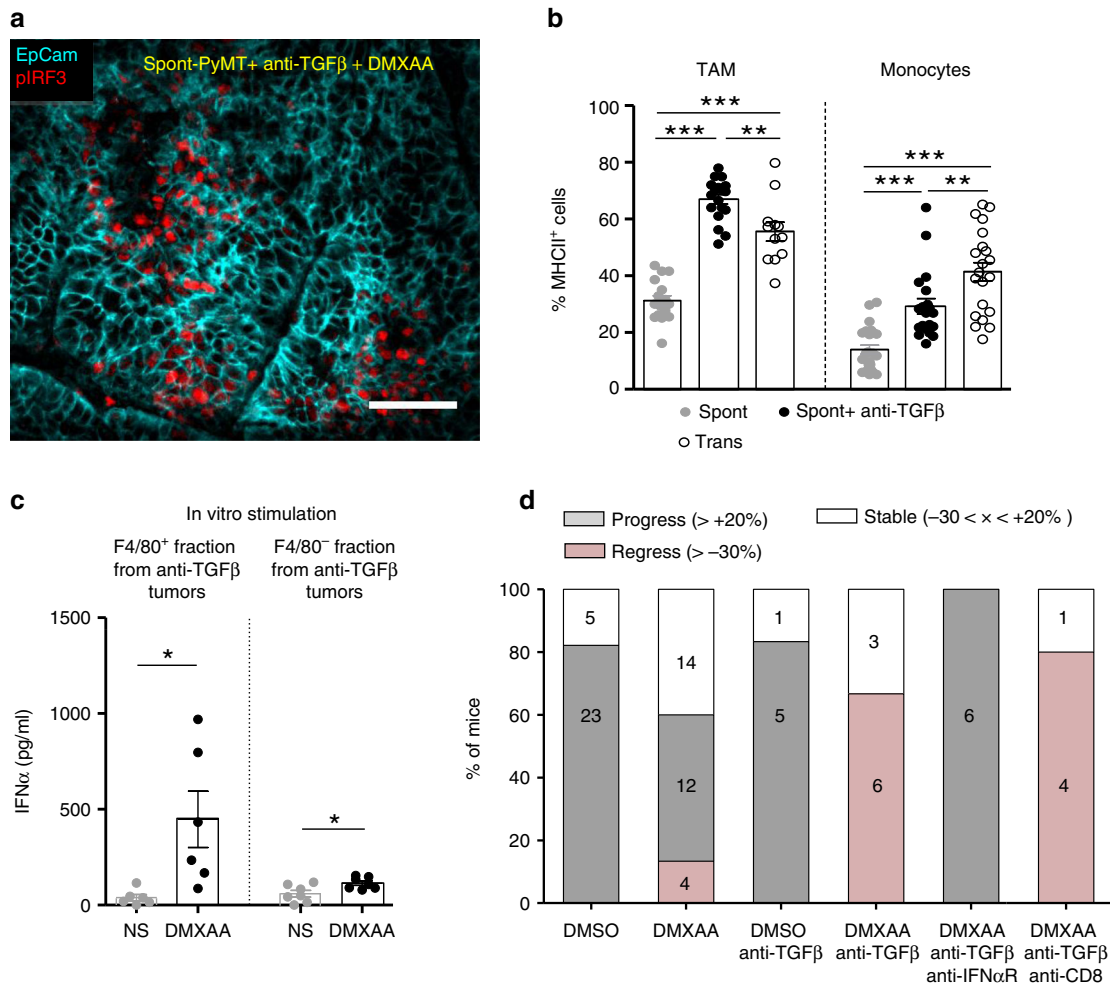 a
EpCam
pIRF3
Spont-PyMT+ anti-TGFβ + DMXAA
b
TAM
Monocytes
% MHCII⁺ cells
100
80
60
40
20
0
***
***
**
***
***
**
Spont
Spont+ anti-TGFβ
Trans
c
In vitro stimulation
F4/80⁺ fraction
from anti-TGFβ
tumors
F4/80⁻ fraction
from anti-TGFβ
tumors
IFNα (pg/ml)
1500
1000
500
0
*
*
NS
DMXAA
NS
DMXAA
d
Progress (> +20%)
Stable (−30 < × < +20% )
Regress (> −30%)
% of mice
100
80
60
40
20
0
5
23
14
12
4
1
5
3
6
6
1
4
DMSO
DMXAA
DMSO
anti-TGFβ
DMXAA
anti-TGFβ
DMXAA
anti-TGFβ
anti-IFNαR
DMXAA
anti-TGFβ
anti-CD8